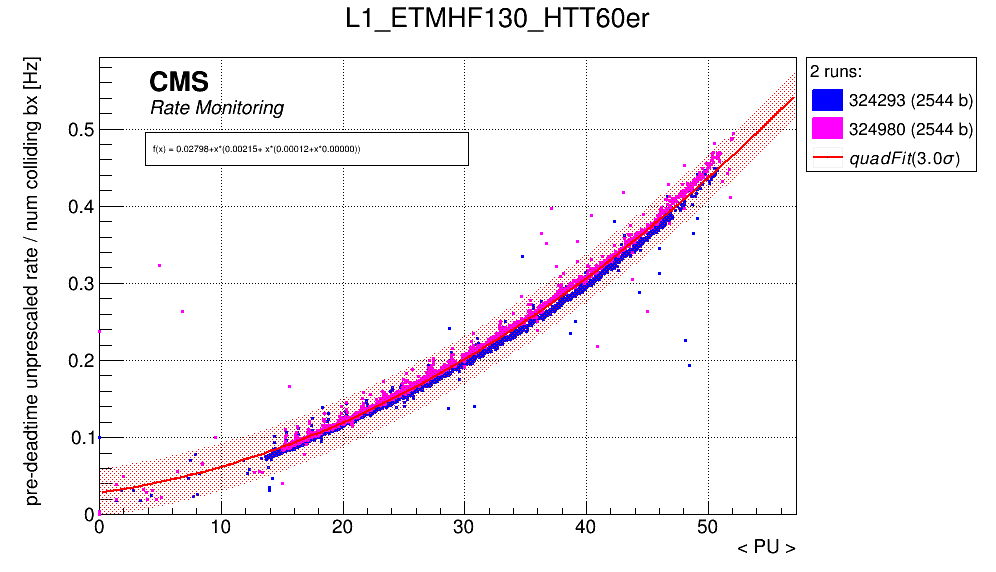 L1_ETMHF130_HTT60er
pre-deadtime unprescaled rate / num colliding bx [Hz]
CMS
Rate Monitoring
f(x) = 0.02798+x*(0.00215+ x*(0.00012+x*0.00000))
2 runs:
324293 (2544 b)
324980 (2544 b)
quadFit(3.0σ)
0.5
0.4
0.3
0.2
0.1
0
0 10 20 30 40 50
< PU >